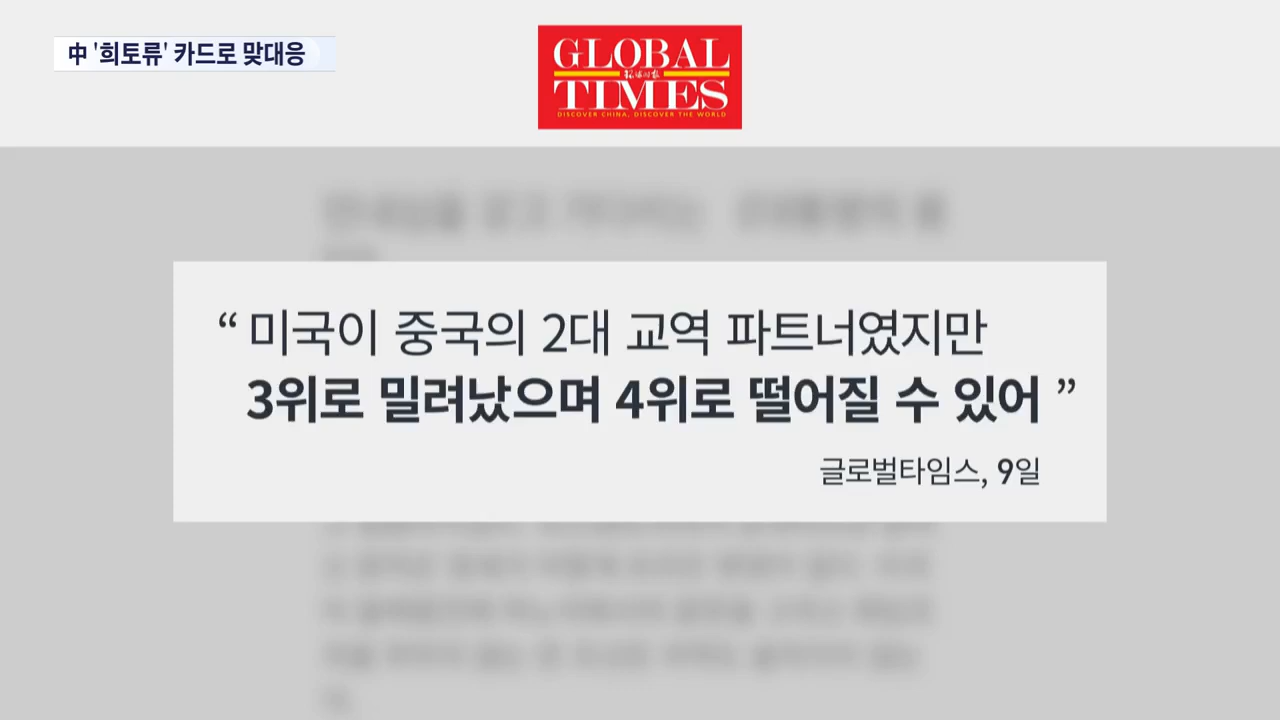 中 '희토류' 카드로 맞대응
GLOBAL
TIMES
DISCOVER CHINA, DISCOVER THE WORLD
“ 미국이 중국의 2대 교역 파트너였지만
3위로 밀려났으며 4위로 떨어질 수 있어 ”
글로벌타임스, 9일